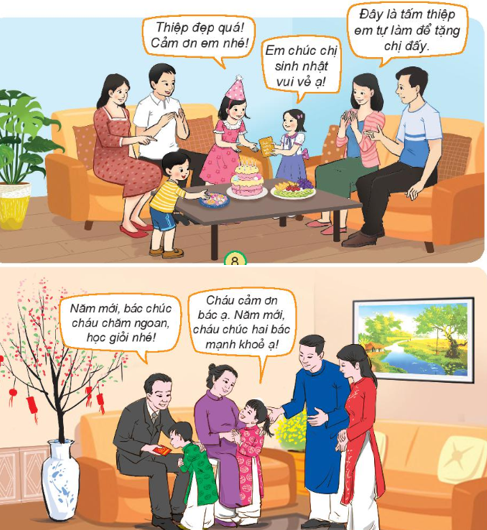 Thiệp đẹp quá!
Cảm ơn em nhé!
Em chúc chị
sinh nhật
vui vẻ ạ!
Đây là tấm thiệp
em tự làm để tặng
chị đấy.
8
Năm mới, bác chúc
cháu chăm ngoan,
học giỏi nhé!
Cháu cảm ơn
bác ạ. Năm mới,
cháu chúc hai bác
mạnh khoẻ ạ!